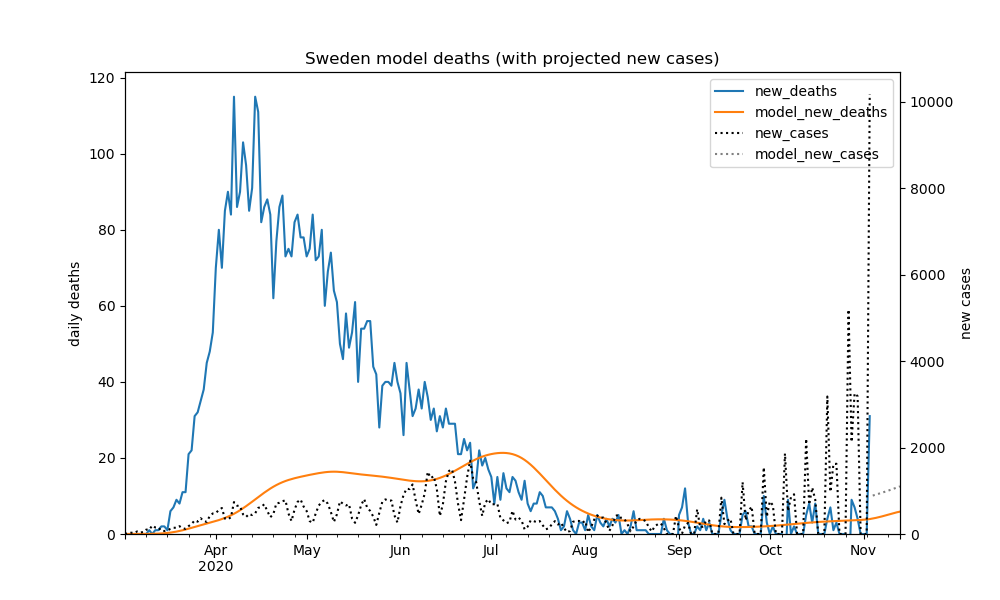 Sweden model deaths (with projected new cases)
120
100
80
60
40
20
0
daily deaths
10000
8000
6000
4000
2000
0
new cases
new_deaths
model_new_deaths
new_cases
model_new_cases
Apr May Jun Jul Aug Sep Oct Nov
2020